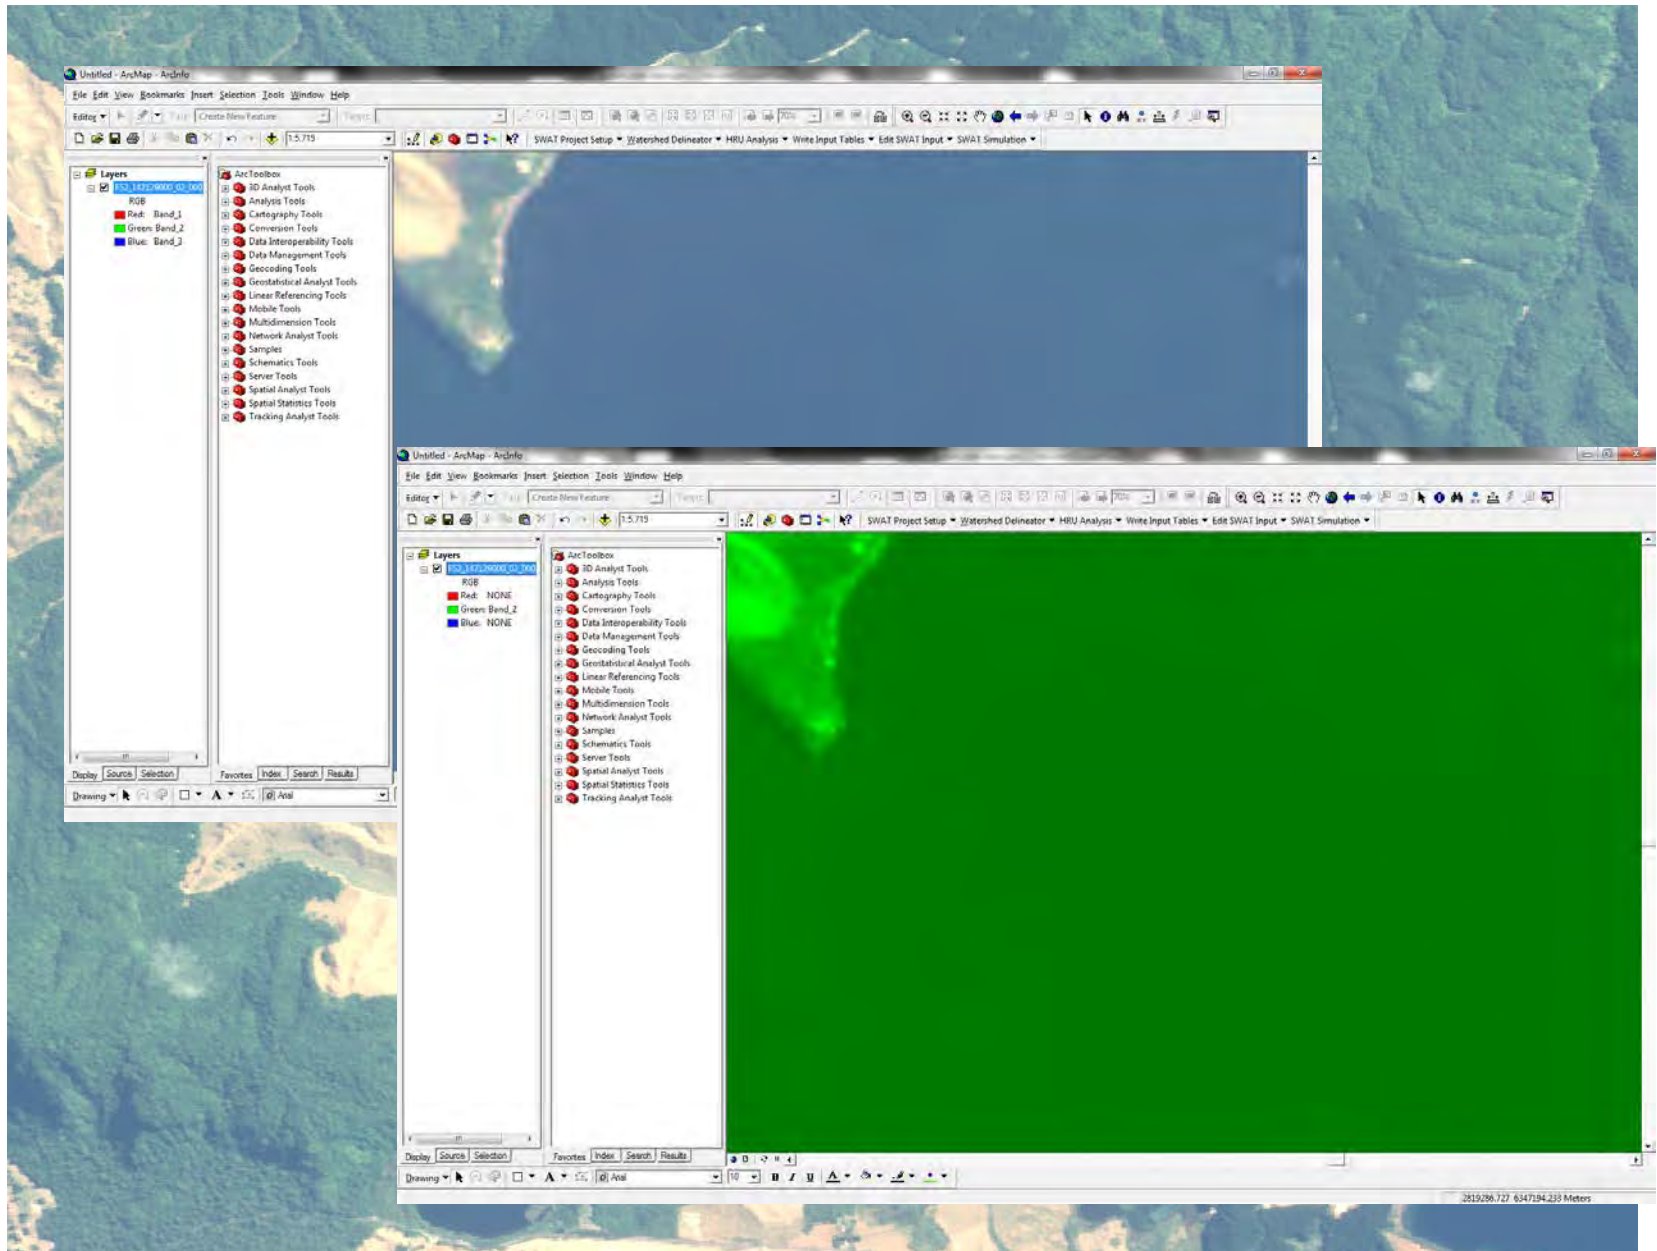 Untitled - ArcMap - ArcInfo
File Edit View Bookmarks Insert Selection Tools Window Help
Editor Create New Feature
1:5,715 SWAT Project Setup Watershed Delineator HRU Analysis Write Input Tables Edit SWAT Input SWAT Simulation
Layers
RGB
Red: Band_1
Green: Band_2
Blue: Band_3
ArcToolbox
3D Analyst Tools
Analysis Tools
Cartography Tools
Conversion Tools
Data Interoperability Tools
Data Management Tools
Geocoding Tools
Geostatistical Analyst Tools
Linear Referencing Tools
Mobile Tools
Multidimension Tools
Network Analyst Tools
Samples
Schematics Tools
Server Tools
Spatial Analyst Tools
Spatial Statistics Tools
Tracking Analyst Tools
Display Source Selection
Favorites Index Search Results
Drawing A Arial
Untitled - ArcMap - ArcInfo
File Edit View Bookmarks Insert Selection Tools Window Help
Editor Create New Feature
1:5,715 SWAT Project Setup Watershed Delineator HRU Analysis Write Input Tables Edit SWAT Input SWAT Simulation
Layers
RGB
Red: NONE
Green: Band_2
Blue: NONE
ArcToolbox
3D Analyst Tools
Analysis Tools
Cartography Tools
Conversion Tools
Data Interoperability Tools
Data Management Tools
Geocoding Tools
Geostatistical Analyst Tools
Linear Referencing Tools
Mobile Tools
Multidimension Tools
Network Analyst Tools
Samples
Schematics Tools
Server Tools
Spatial Analyst Tools
Spatial Statistics Tools
Tracking Analyst Tools
Display Source Selection
Favorites Index Search Results
Drawing A Arial 10 B I U A
2819286.727 6347194.233 Meters